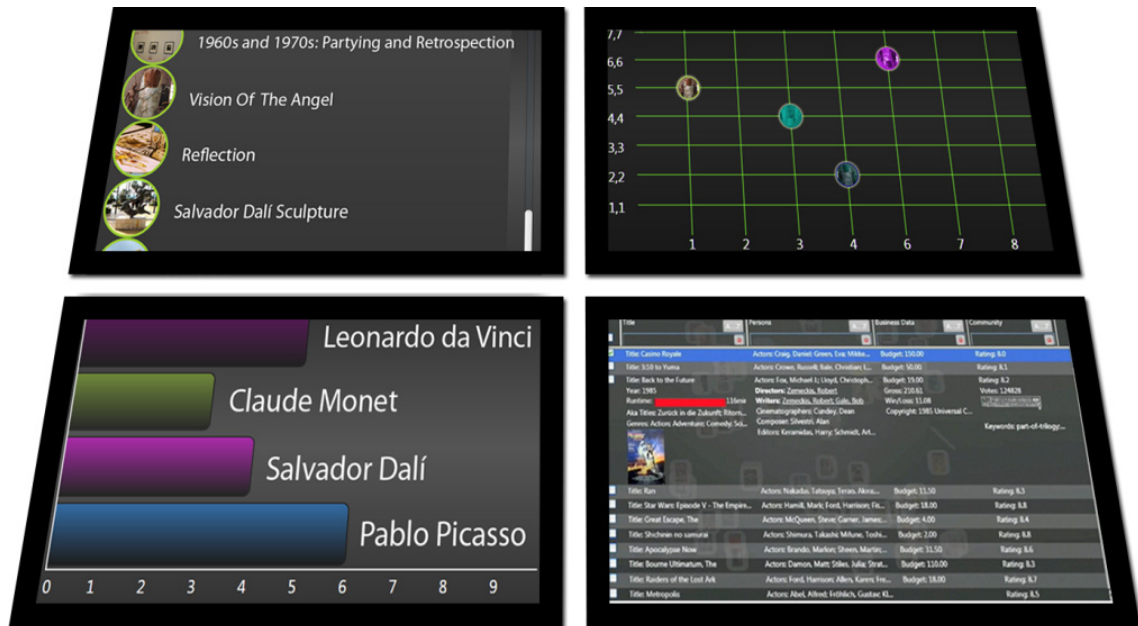 1960s and 1970s: Partying and Retrospection
Vision Of The Angel
Reflection
Salvador Dalí Sculpture
7,7
6,6
5,5
4,4
3,3
2,2
1,1
1 2 3 4 6 7 8
Leonardo da Vinci
Claude Monet
Salvador Dalí
Pablo Picasso
0 1 2 3 4 5 6 7 8 9
Title Persons Business Data Community
Title: Casino Royale Actors: Craig, Daniel; Green, Eva; Mikke... Budget: 150.00 Rating: 8.0
Title: 3:10 to Yuma Actors: Crowe, Russell; Bale, Christian; L... Budget: 50.00 Rating: 8.1
Title: Back to the Future Actors: Fox, Michael J.; Lloyd, Christoph... Budget: 19.00 Rating: 8.2
Year: 1985 Directors: Zemeckis, Robert Gross: 210.61 Votes: 124826
Runtime: 116min Writers: Zemeckis, Robert; Gale, Bob Win/Loss: 11.08
Aka Titles: Zurück in die Zukunft; Ritorn... Cinematographers: Cundey, Dean Copyright: 1985 Universal C...
Genres: Action; Adventure; Comedy; Sci... Composer: Silvestri, Alan Keywords: part-of-trilogy;...
Editors: Keramidas, Harry; Schmidt, Art...
Title: Ran Actors: Nakadai, Tatsuya; Terao, Akira;... Budget: 11.50 Rating: 8.3
Title: Star Wars: Episode V - The Empire... Actors: Hamill, Mark; Ford, Harrison; Fis... Budget: 18.00 Rating: 8.8
Title: Great Escape, The Actors: McQueen, Steve; Garner, James;... Budget: 4.00 Rating: 8.4
Title: Shichinin no samurai Actors: Shimura, Takashi; Mifune, Toshi... Budget: 2.00 Rating: 8.8
Title: Apocalypse Now Actors: Brando, Marlon; Sheen, Martin;... Budget: 31.50 Rating: 8.6
Title: Bourne Ultimatum, The Actors: Damon, Matt; Stiles, Julia; Strat... Budget: 110.00 Rating: 8.3
Title: Raiders of the Lost Ark Actors: Ford, Harrison; Allen, Karen; Fre... Budget: 18.00 Rating: 8.7
Title: Metropolis Actors: Abel, Alfred; Fröhlich, Gustav; Kl... Rating: 8.5